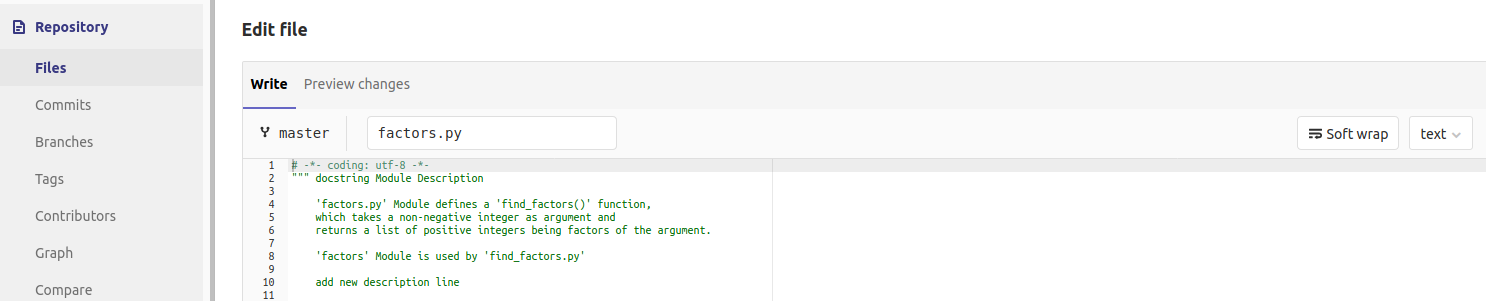 Repository
Files
Commits
Branches
Tags
Contributors
Graph
Compare
Edit file
Write Preview changes
master factors.py Soft wrap text
1 # -*- coding: utf-8 -*-
2 """ docstring Module Description
3
4 'factors.py' Module defines a 'find_factors()' function,
5 which takes a non-negative integer as argument and
6 returns a list of positive integers being factors of the argument.
7
8 'factors' Module is used by 'find_factors.py'
9
10 add new description line
11